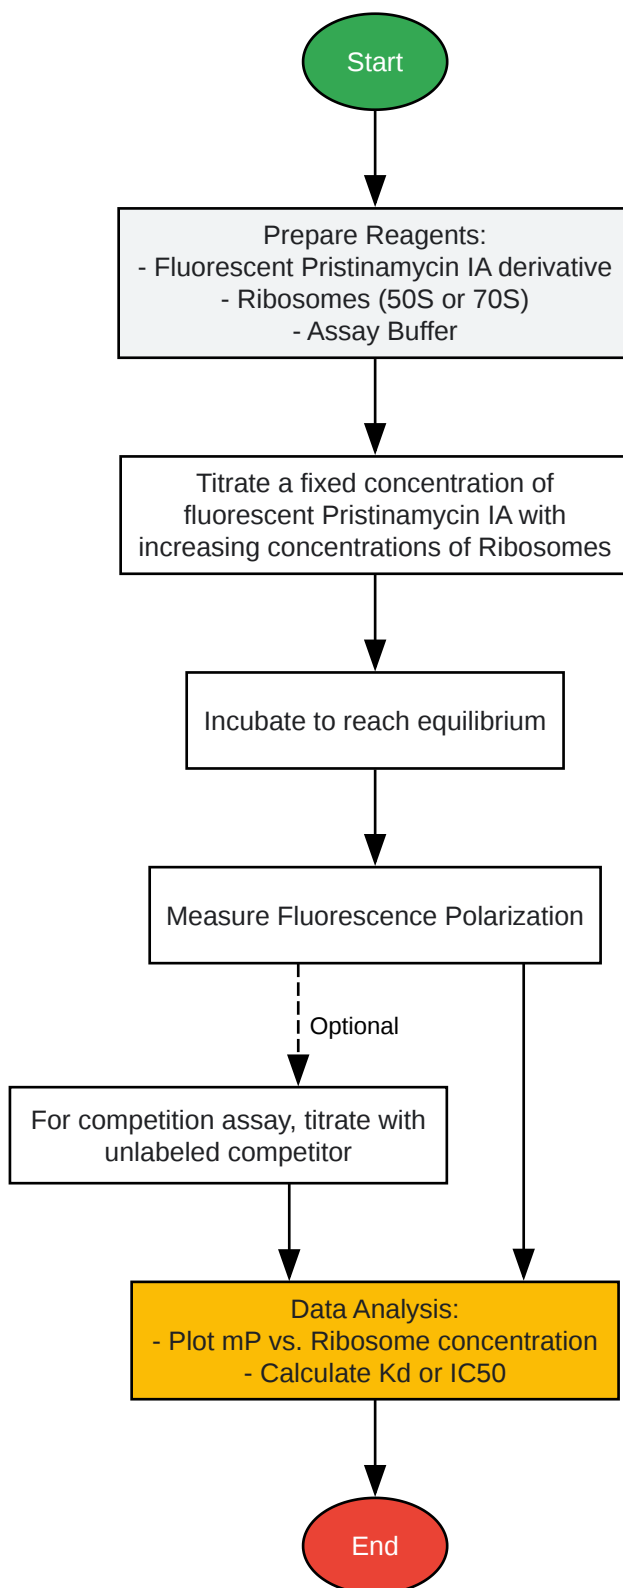 Start
Prepare Reagents:
- Fluorescent Pristinamycin IA derivative
- Ribosomes (50S or 70S)
- Assay Buffer
Titrate a fixed concentration of
fluorescent Pristinamycin IA with
increasing concentrations of Ribosomes
Incubate to reach equilibrium
Measure Fluorescence Polarization
Optional
For competition assay, titrate with
unlabeled competitor
Data Analysis:
- Plot mP vs. Ribosome concentration
- Calculate Kd or IC50
End